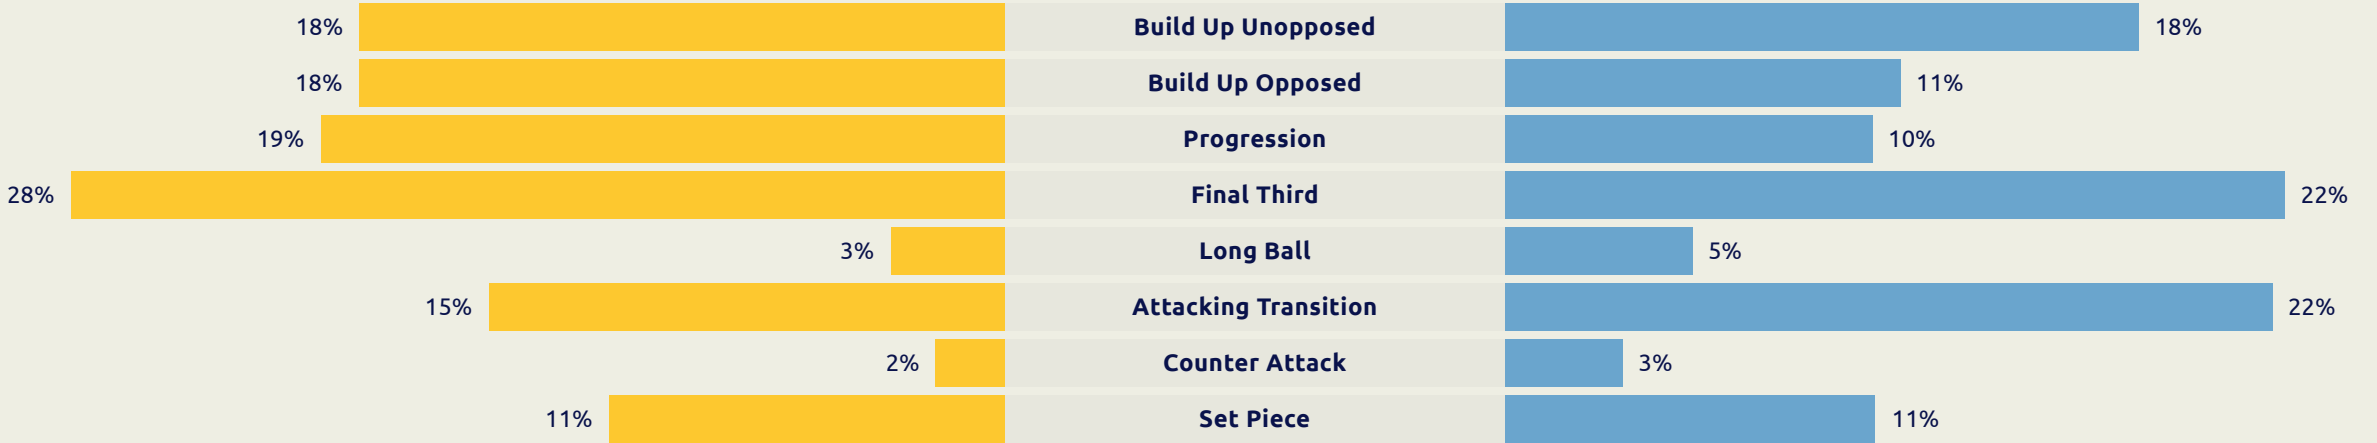 18% Build Up Unopposed 18%
18% Build Up Opposed 11%
19% Progression 10%
28% Final Third 22%
3% Long Ball 5%
15% Attacking Transition 22%
2% Counter Attack 3%
11% Set Piece 11%